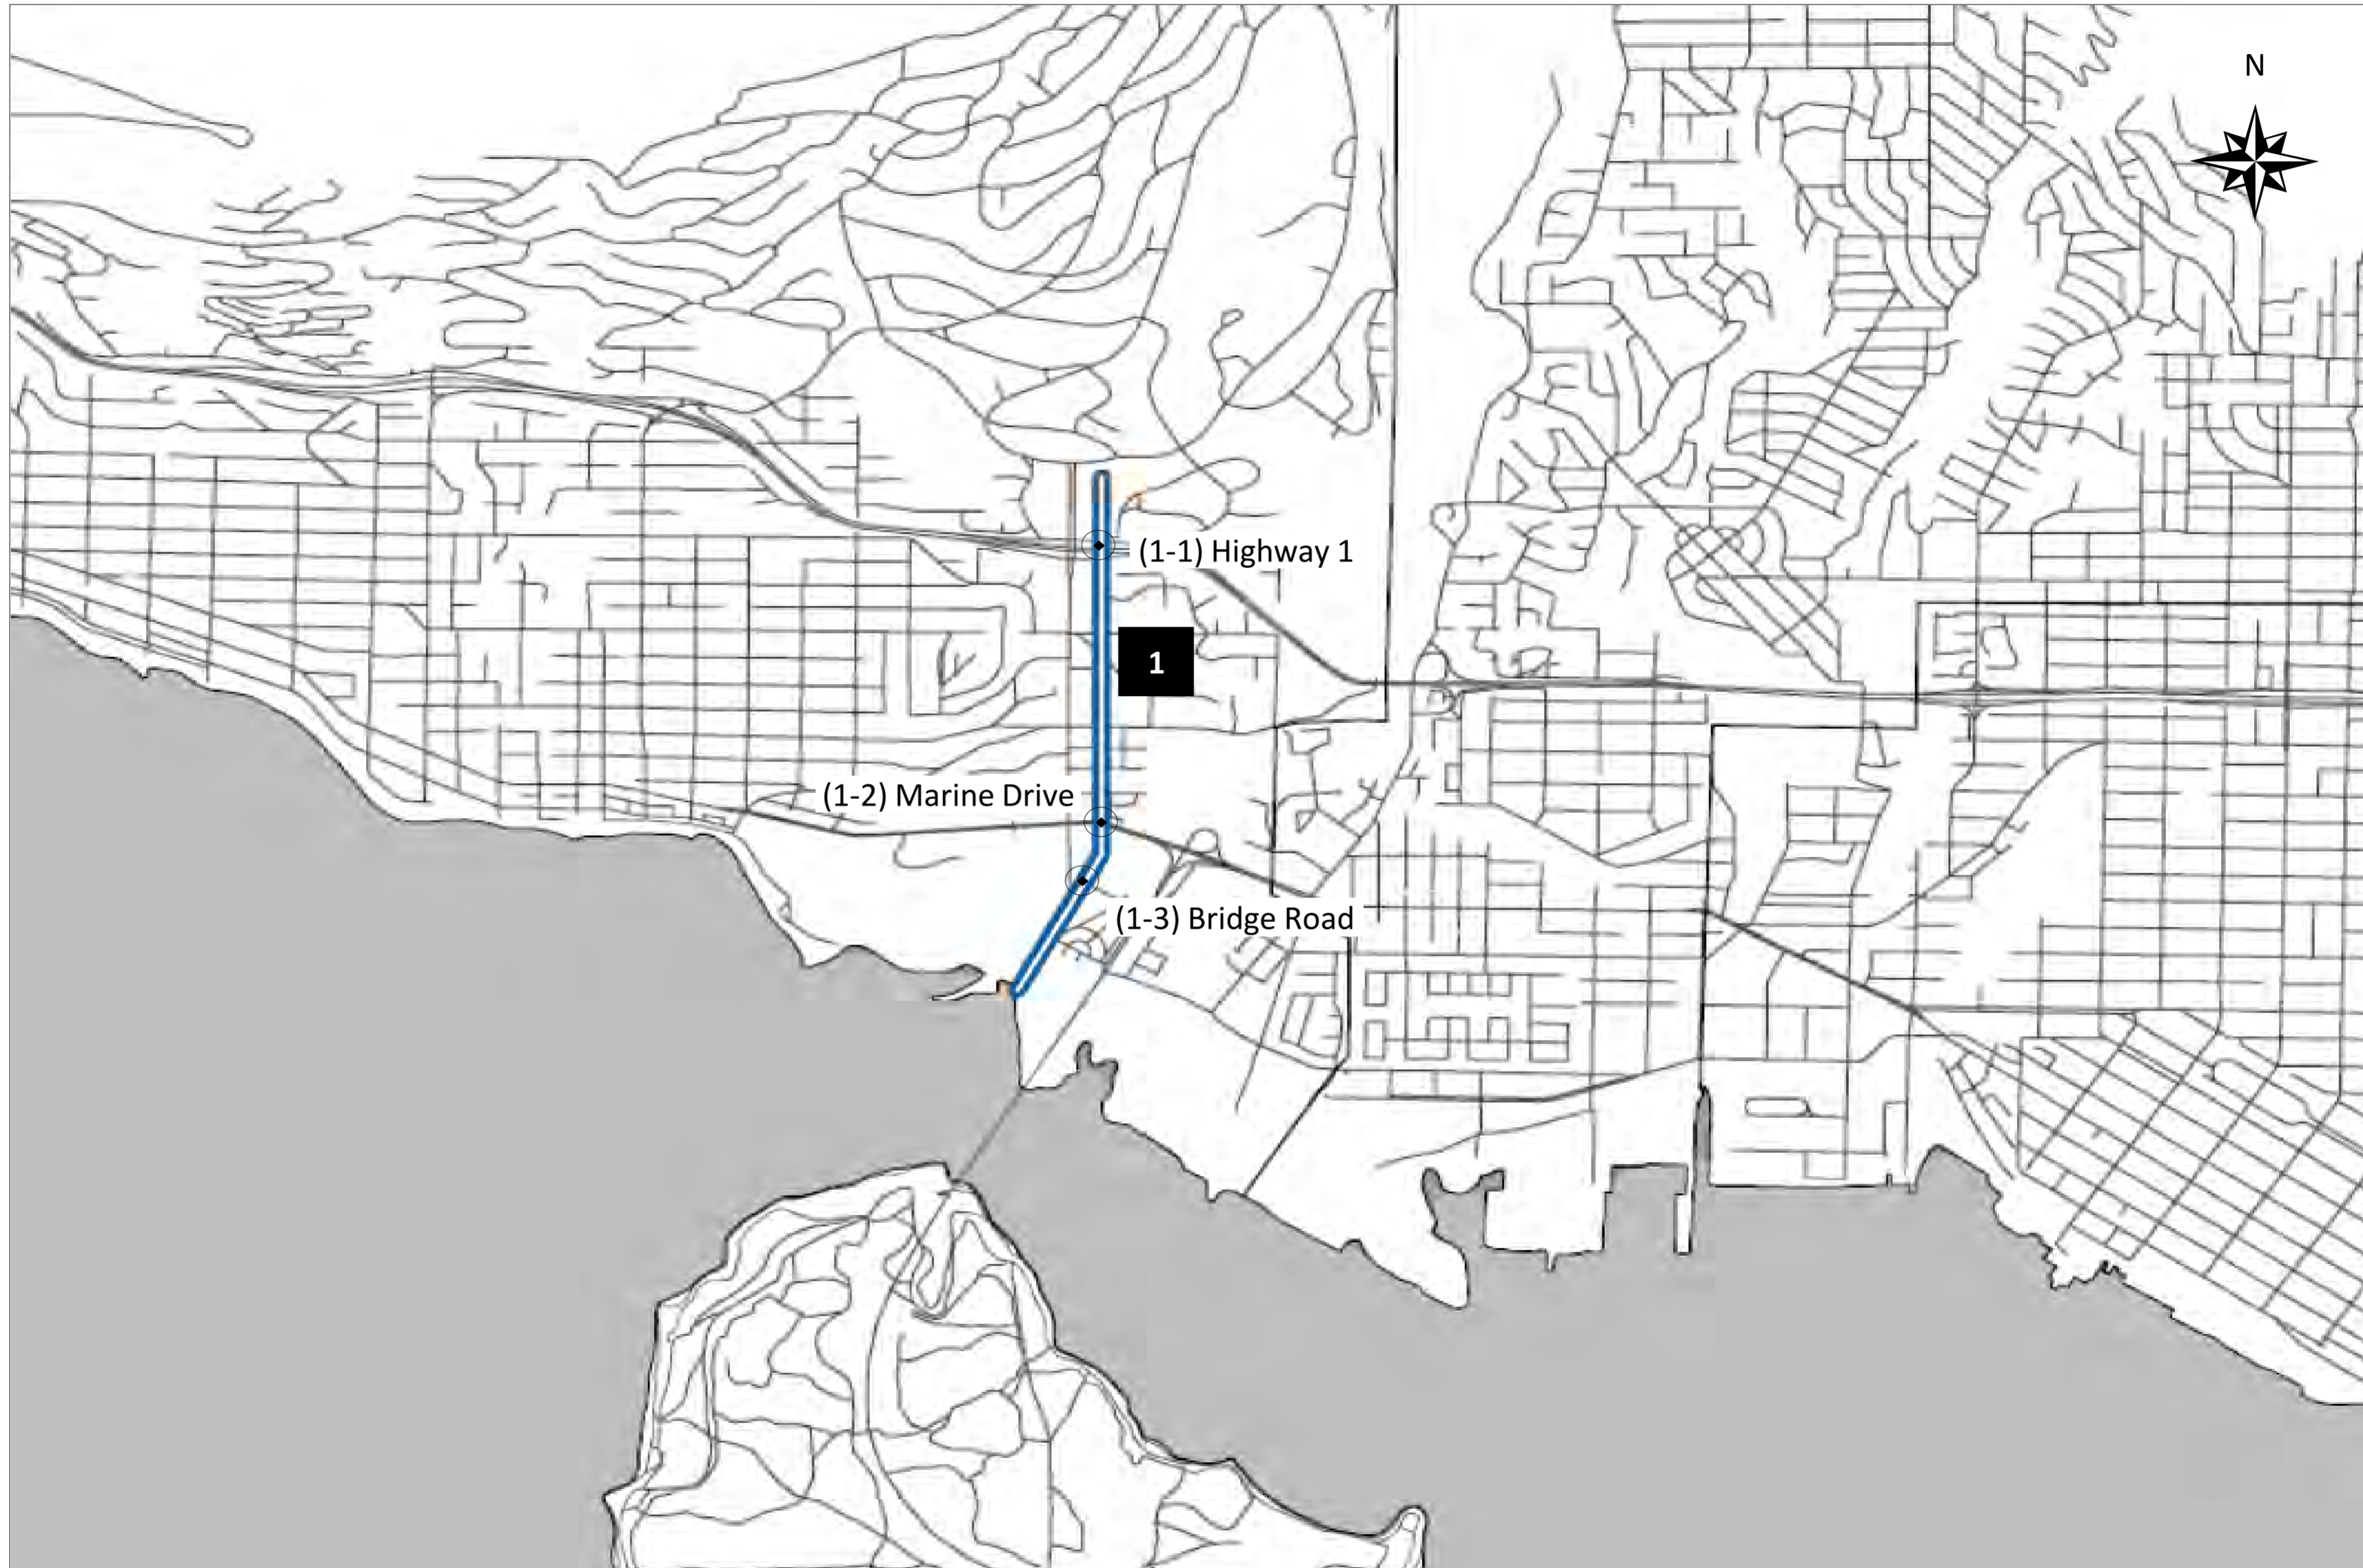 N
(1-1) Highway 1
1
(1-2) Marine Drive
(1-3) Bridge Road